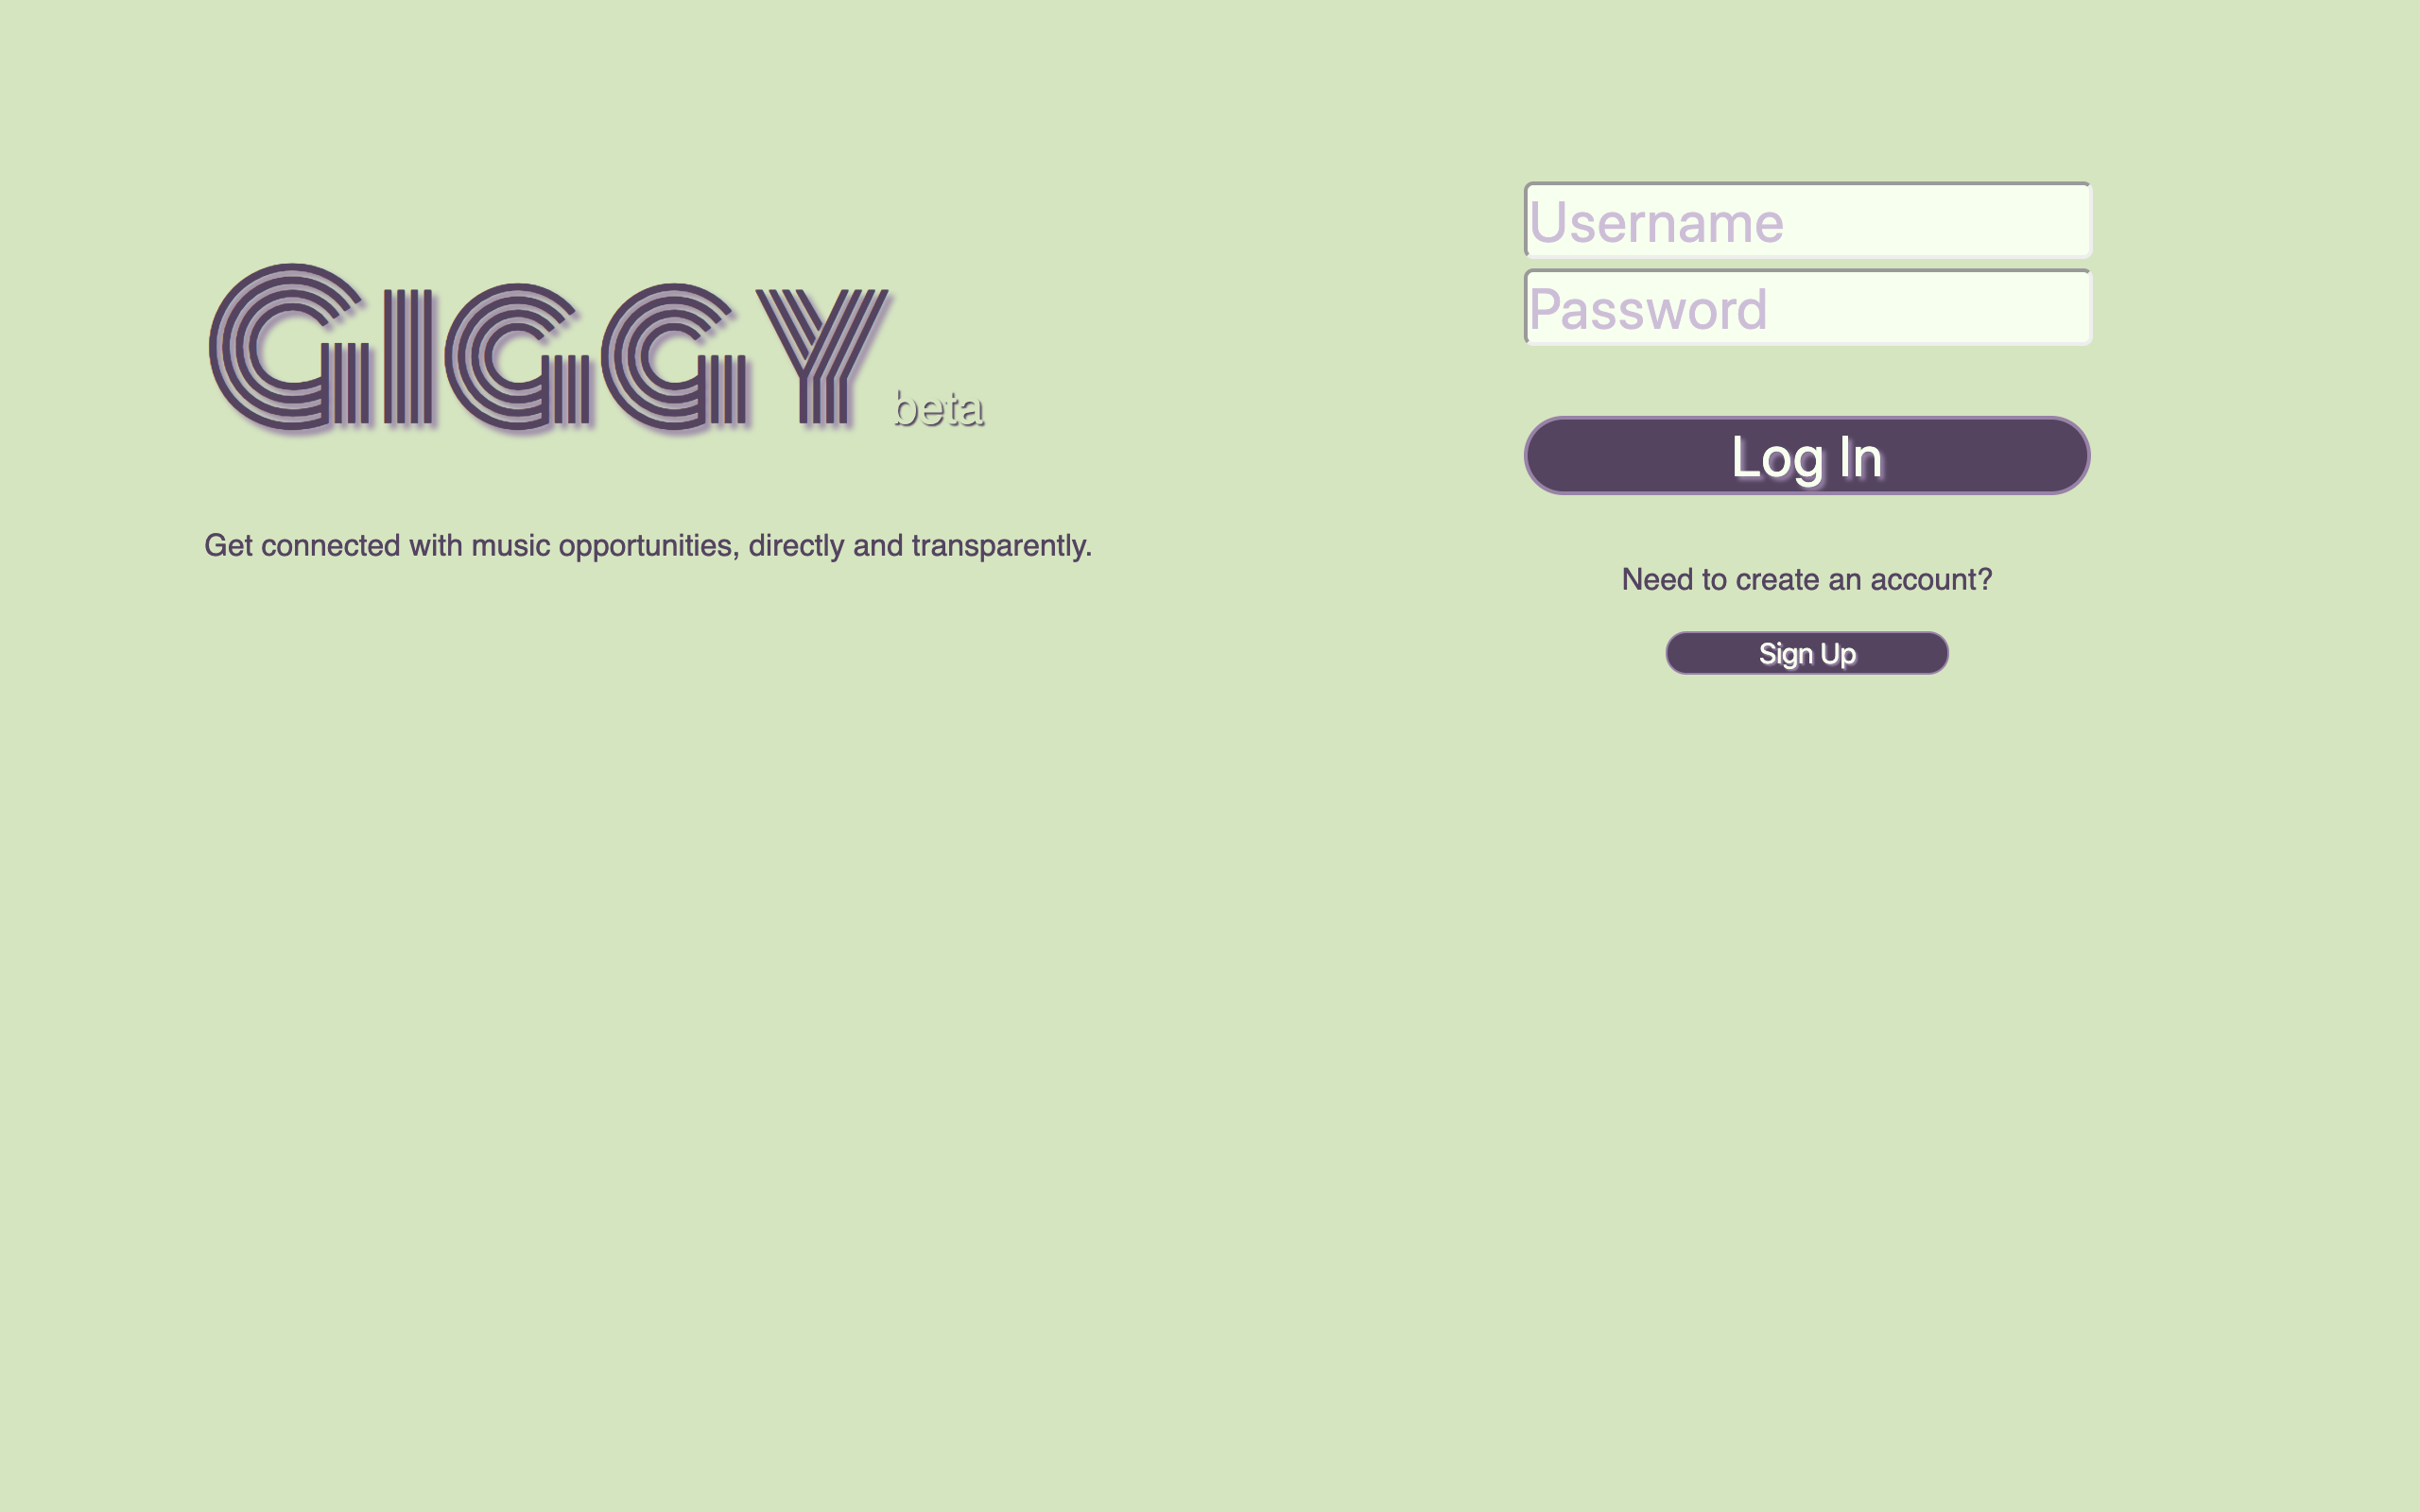 GIGGY beta
Get connected with music opportunities, directly and transparently.
Username
Password
Log In
Need to create an account?
Sign Up